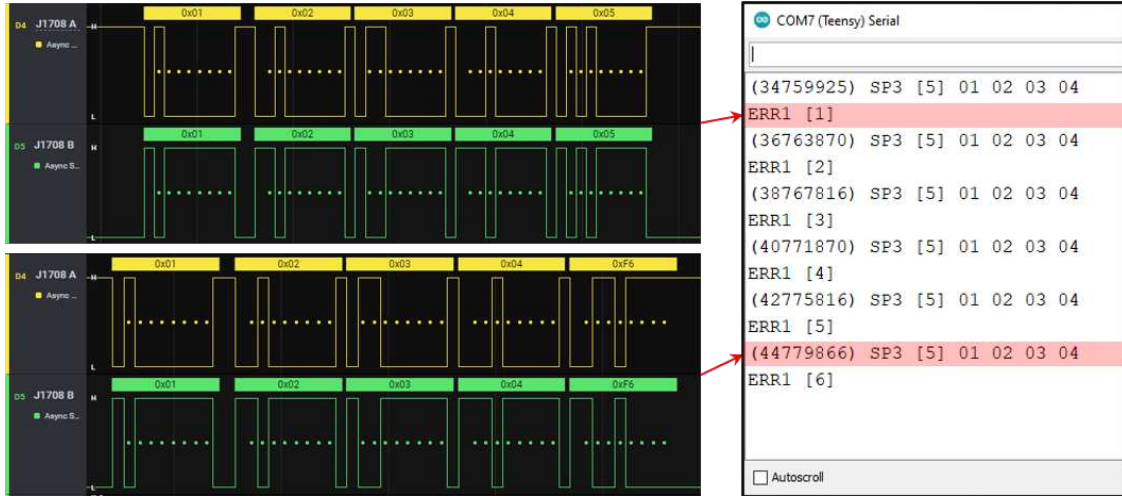 0x01 0x02 0x03 0x04 0x05
D4 J1708 A H
Async ...
L
0x01 0x02 0x03 0x04 0x05
D5 J1708 B H
Async S...
L
0x01 0x02 0x03 0x04 0xF6
D4 J1708 A H
Async ...
L
0x01 0x02 0x03 0x04 0xF6
D5 J1708 B H
Async S...
L
COM7 (Teensy) Serial
(34759925) SP3 [5] 01 02 03 04
ERR1 [1]
(36763870) SP3 [5] 01 02 03 04
ERR1 [2]
(38767816) SP3 [5] 01 02 03 04
ERR1 [3]
(40771870) SP3 [5] 01 02 03 04
ERR1 [4]
(42775816) SP3 [5] 01 02 03 04
ERR1 [5]
(44779866) SP3 [5] 01 02 03 04
ERR1 [6]
Autoscroll